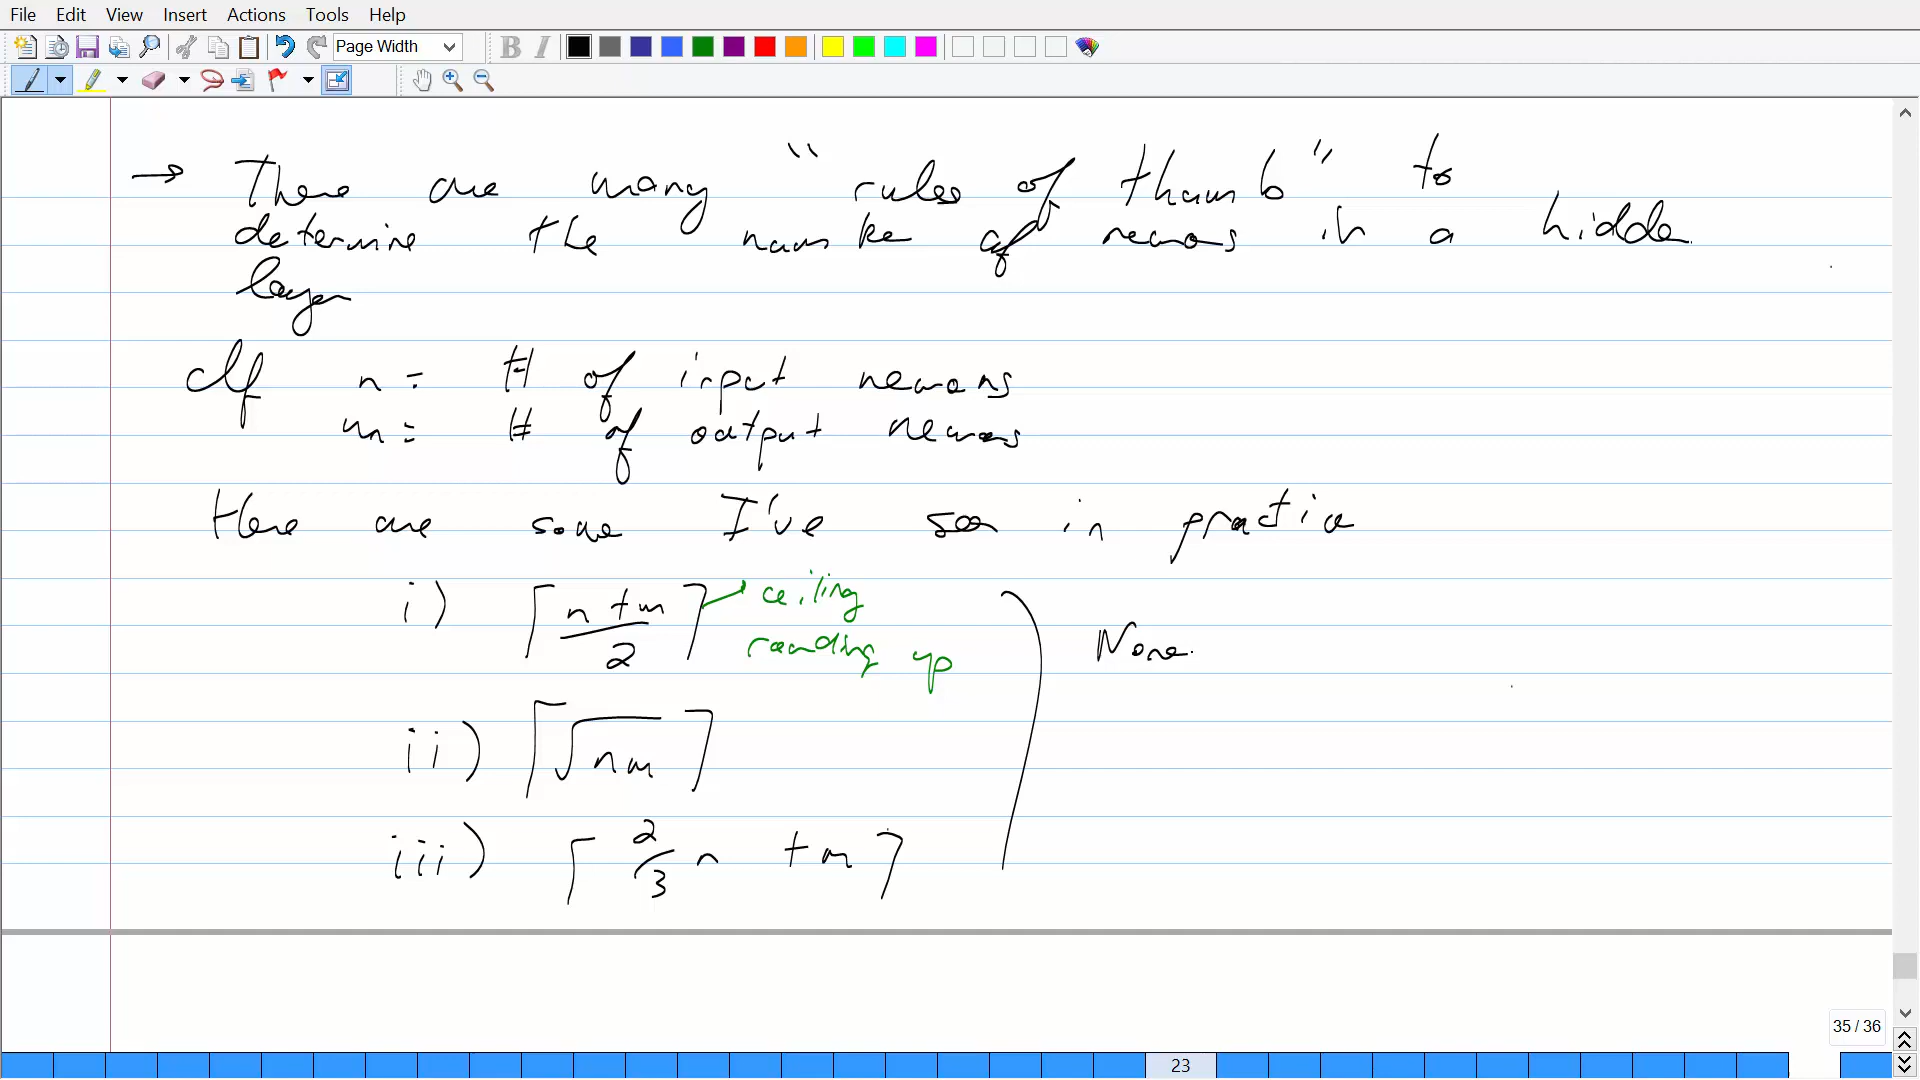 File Edit View Insert Actions Tools Help
Page Width
B I
→ There are many "rules of thumb" to
determine the number of neurons in a hidden
layer
If n = # of input neurons
m = # of output neurons
Here are some I've seen in practice
i) ⌈(n+m)/2⌉ ceiling
rounding up
None.
ii) ⌈√nm⌉
iii) ⌈2/3 n + m⌉
35 / 36
23